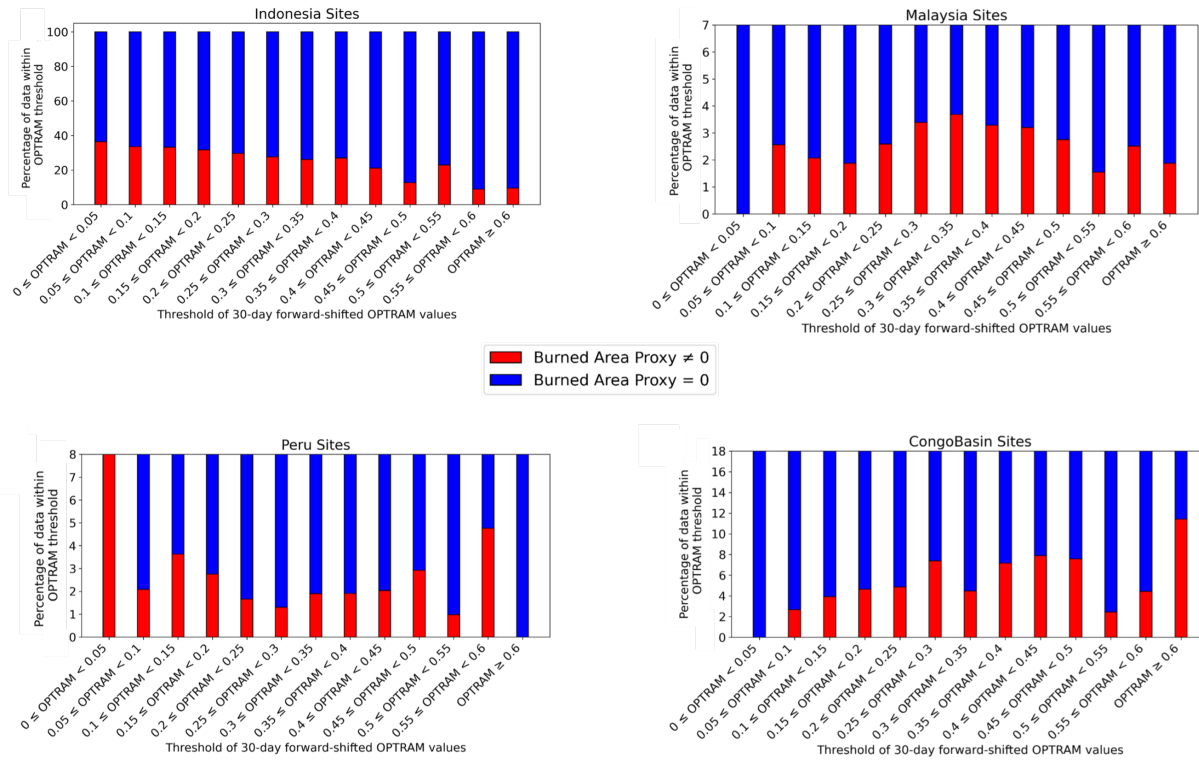 Indonesia Sites
Percentage of data within
OPTRAM threshold
100
80
60
40
20
0
0 ≤ OPTRAM < 0.05
0.05 ≤ OPTRAM < 0.1
0.1 ≤ OPTRAM < 0.15
0.15 ≤ OPTRAM < 0.2
0.2 ≤ OPTRAM < 0.25
0.25 ≤ OPTRAM < 0.3
0.3 ≤ OPTRAM < 0.35
0.35 ≤ OPTRAM < 0.4
0.4 ≤ OPTRAM < 0.45
0.45 ≤ OPTRAM < 0.5
0.5 ≤ OPTRAM < 0.55
0.55 ≤ OPTRAM < 0.6
OPTRAM ≥ 0.6
Threshold of 30-day forward-shifted OPTRAM values
Malaysia Sites
Percentage of data within
OPTRAM threshold
7
6
5
4
3
2
1
0
0 ≤ OPTRAM < 0.05
0.05 ≤ OPTRAM < 0.1
0.1 ≤ OPTRAM < 0.15
0.15 ≤ OPTRAM < 0.2
0.2 ≤ OPTRAM < 0.25
0.25 ≤ OPTRAM < 0.3
0.3 ≤ OPTRAM < 0.35
0.35 ≤ OPTRAM < 0.4
0.4 ≤ OPTRAM < 0.45
0.45 ≤ OPTRAM < 0.5
0.5 ≤ OPTRAM < 0.55
0.55 ≤ OPTRAM < 0.6
OPTRAM ≥ 0.6
Threshold of 30-day forward-shifted OPTRAM values
Burned Area Proxy ≠ 0
Burned Area Proxy = 0
Peru Sites
Percentage of data within
OPTRAM threshold
8
7
6
5
4
3
2
1
0
0 ≤ OPTRAM < 0.05
0.05 ≤ OPTRAM < 0.1
0.1 ≤ OPTRAM < 0.15
0.15 ≤ OPTRAM < 0.2
0.2 ≤ OPTRAM < 0.25
0.25 ≤ OPTRAM < 0.3
0.3 ≤ OPTRAM < 0.35
0.35 ≤ OPTRAM < 0.4
0.4 ≤ OPTRAM < 0.45
0.45 ≤ OPTRAM < 0.5
0.5 ≤ OPTRAM < 0.55
0.55 ≤ OPTRAM < 0.6
OPTRAM ≥ 0.6
Threshold of 30-day forward-shifted OPTRAM values
CongoBasin Sites
Percentage of data within
OPTRAM threshold
18
16
14
12
10
8
6
4
2
0
0 ≤ OPTRAM < 0.05
0.05 ≤ OPTRAM < 0.1
0.1 ≤ OPTRAM < 0.15
0.15 ≤ OPTRAM < 0.2
0.2 ≤ OPTRAM < 0.25
0.25 ≤ OPTRAM < 0.3
0.3 ≤ OPTRAM < 0.35
0.35 ≤ OPTRAM < 0.4
0.4 ≤ OPTRAM < 0.45
0.45 ≤ OPTRAM < 0.5
0.5 ≤ OPTRAM < 0.55
0.55 ≤ OPTRAM < 0.6
OPTRAM ≥ 0.6
Threshold of 30-day forward-shifted OPTRAM values